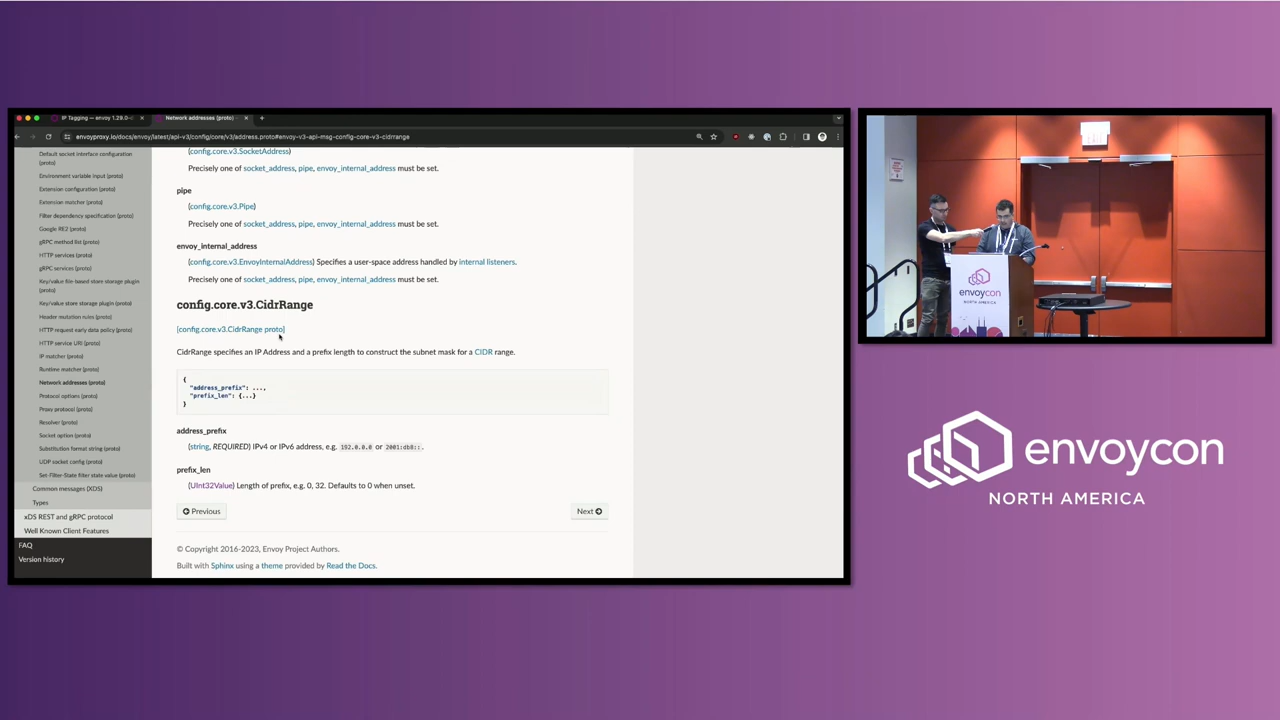 IP Tagging — envoy 1.29.0-d
Network addresses (proto)
envoyproxy.io/docs/envoy/latest/api-v3/config/core/v3/address.proto#envoy-v3-api-msg-config-core-v3-cidrrange
Default socket interface configuration
(proto)
Environment variable input (proto)
Extension configuration (proto)
Extension matcher (proto)
Filter dependency specification (proto)
Google RE2 (proto)
gRPC method list (proto)
HTTP services (proto)
gRPC services (proto)
Key/value file-based store storage plugin
(proto)
Key/value store storage plugin (proto)
Header mutation rules (proto)
HTTP request early data policy (proto)
HTTP service URI (proto)
IP matcher (proto)
Runtime matcher (proto)
Network addresses (proto)
Protocol options (proto)
Proxy protocol (proto)
Resolver (proto)
Socket option (proto)
Substitution format string (proto)
UDP socket config (proto)
Set-Filter-State filter state value (proto)
Common messages (XDS)
Types
xDS REST and gRPC protocol
Well Known Client Features
FAQ
Version history
(config.core.v3.SocketAddress)
Precisely one of socket_address, pipe, envoy_internal_address must be set.
pipe
(config.core.v3.Pipe)
Precisely one of socket_address, pipe, envoy_internal_address must be set.
envoy_internal_address
(config.core.v3.EnvoyInternalAddress) Specifies a user-space address handled by internal listeners.
Precisely one of socket_address, pipe, envoy_internal_address must be set.
config.core.v3.CidrRange
[config.core.v3.CidrRange proto]
CidrRange specifies an IP Address and a prefix length to construct the subnet mask for a CIDR range.
{
"address_prefix": ...,
"prefix_len": {...}
}
address_prefix
(string, REQUIRED) IPv4 or IPv6 address, e.g. 192.0.0.0 or 2001:db8::.
prefix_len
(UInt32Value) Length of prefix, e.g. 0, 32. Defaults to 0 when unset.
Previous
Next
© Copyright 2016-2023, Envoy Project Authors.
Built with Sphinx using a theme provided by Read the Docs.
envoycon
NORTH AMERICA
envoycon
NORTH AMERICA